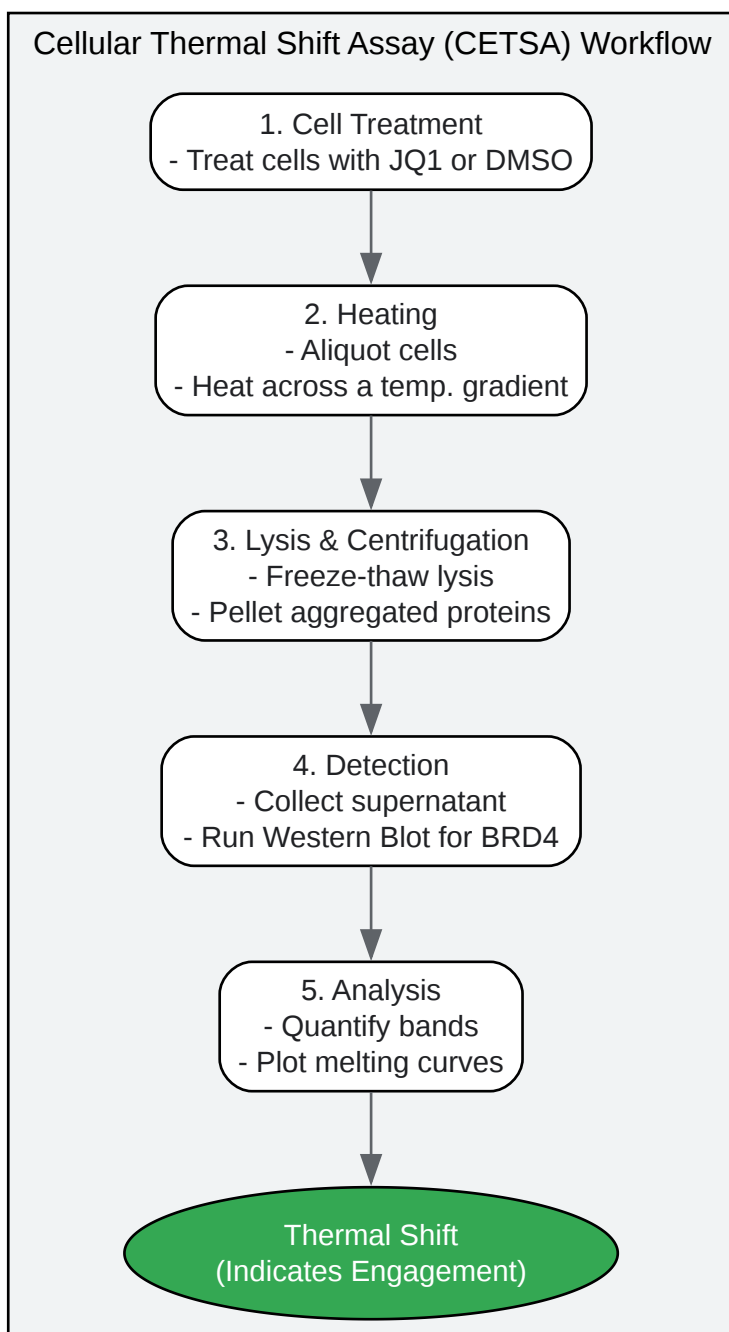 Cellular Thermal Shift Assay (CETSA) Workflow
1. Cell Treatment
- Treat cells with JQ1 or DMSO
2. Heating
- Aliquot cells
- Heat across a temp. gradient
3. Lysis & Centrifugation
- Freeze-thaw lysis
- Pellet aggregated proteins
4. Detection
- Collect supernatant
- Run Western Blot for BRD4
5. Analysis
- Quantify bands
- Plot melting curves
Thermal Shift
(Indicates Engagement)